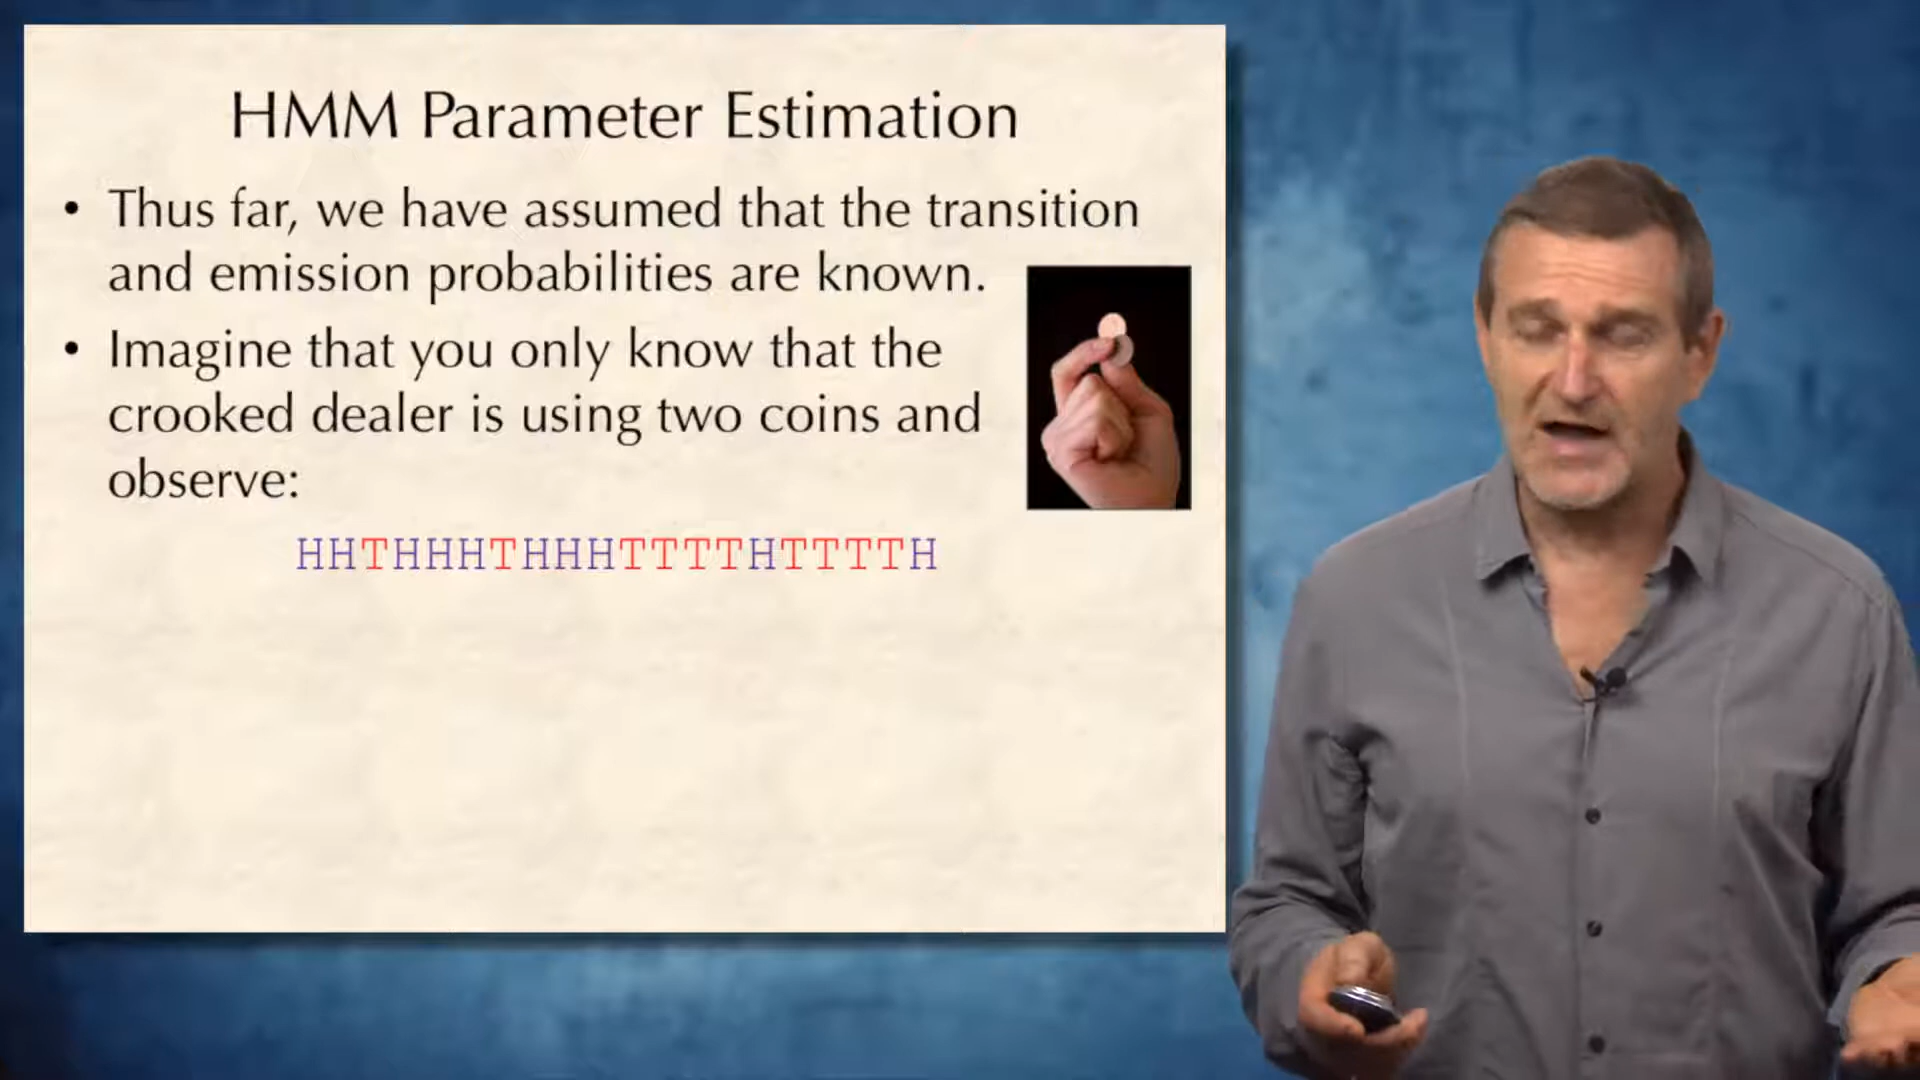 HMM Parameter Estimation
• Thus far, we have assumed that the transition
and emission probabilities are known.
• Imagine that you only know that the
crooked dealer is using two coins and
observe:
HHTHHHTHHHTTTTHTTTTH